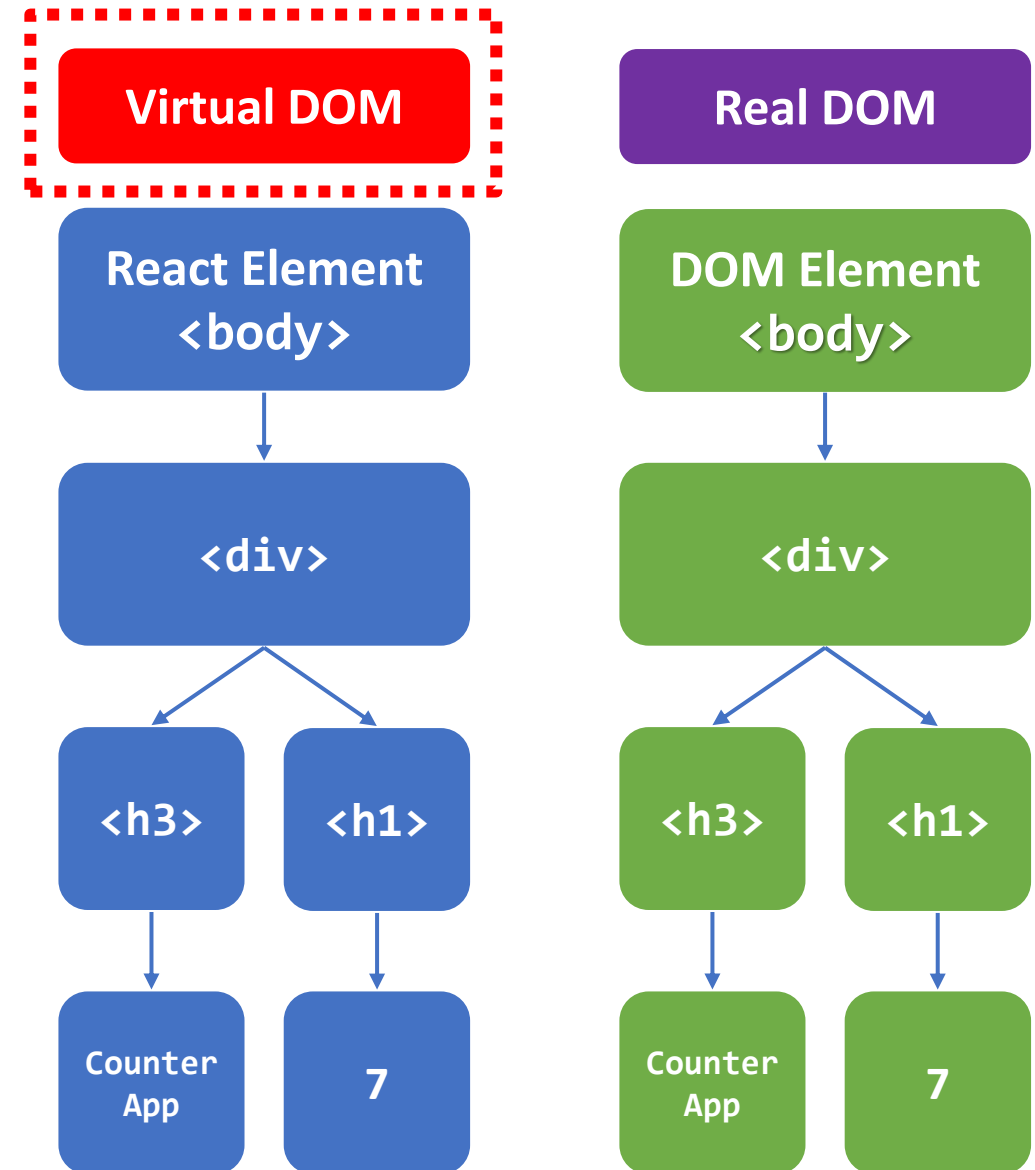 Virtual DOM
React Element
<body>
<div>
<h3>
<h1>
Counter
App
7
Real DOM
DOM Element
<body>
<div>
<h3>
<h1>
Counter
App
7